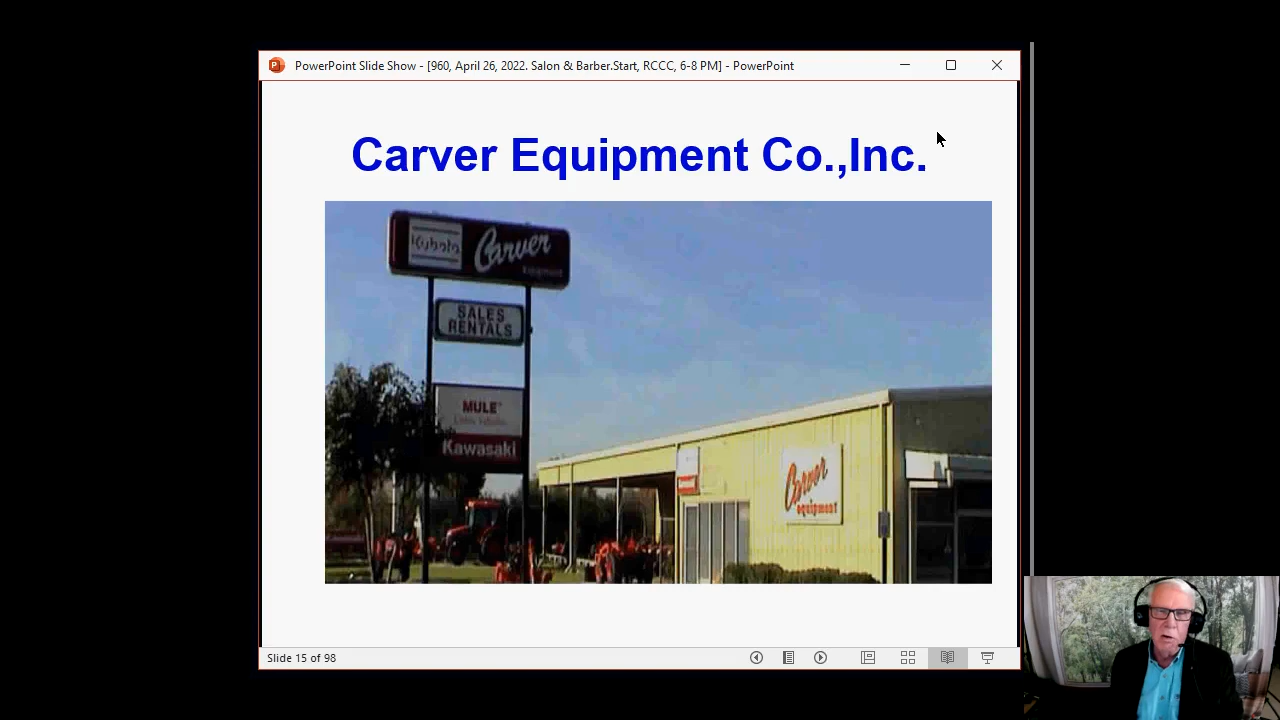 PowerPoint Slide Show - [960, April 26, 2022. Salon & Barber.Start, RCCC, 6-8 PM] - PowerPoint
Carver Equipment Co.,Inc.
Kubota Carver
Equipment
SALES
RENTALS
MULE
Kawasaki
Carver
equipment
Slide 15 of 98